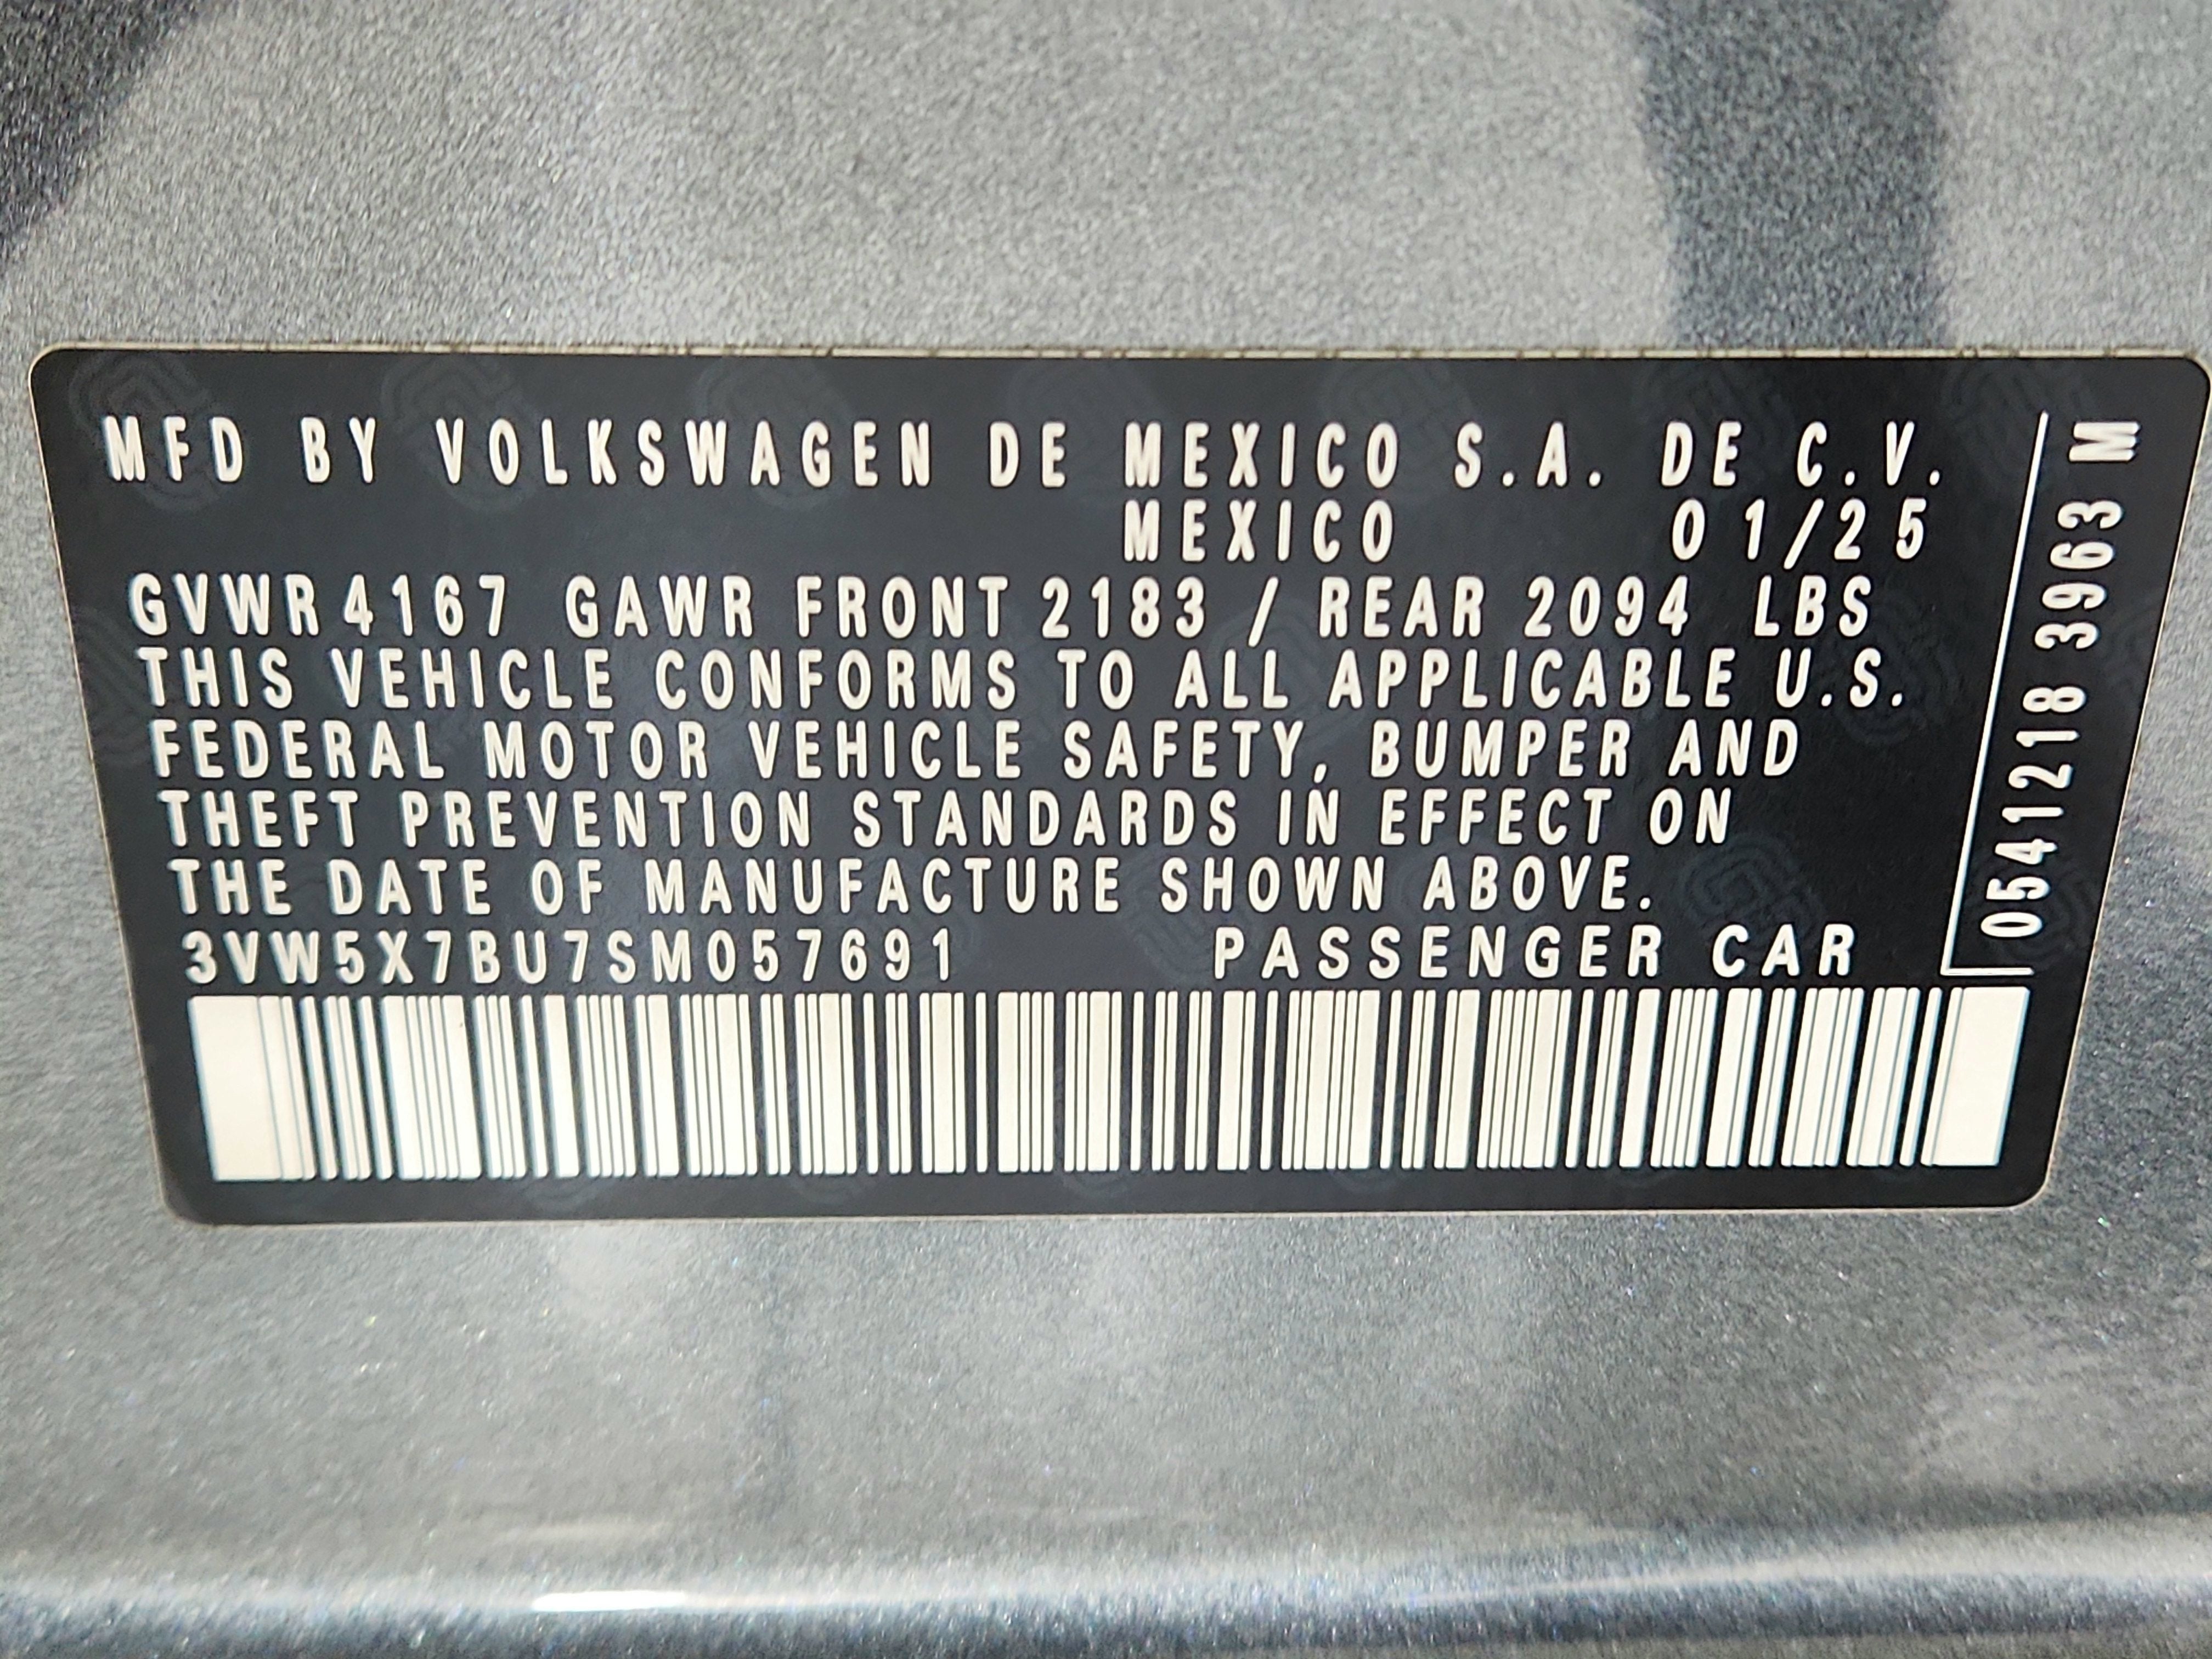 MFD BY VOLKSWAGEN DE MEXICO S.A. DE C.V.
MEXICO 01/25
GVWR 4167 GAWR FRONT 2183 / REAR 2094 LBS
THIS VEHICLE CONFORMS TO ALL APPLICABLE U.S.
FEDERAL MOTOR VEHICLE SAFETY, BUMPER AND
THEFT PREVENTION STANDARDS IN EFFECT ON
THE DATE OF MANUFACTURE SHOWN ABOVE.
3VW5X7BU7SM057691 PASSENGER CAR
0541218 3963 M